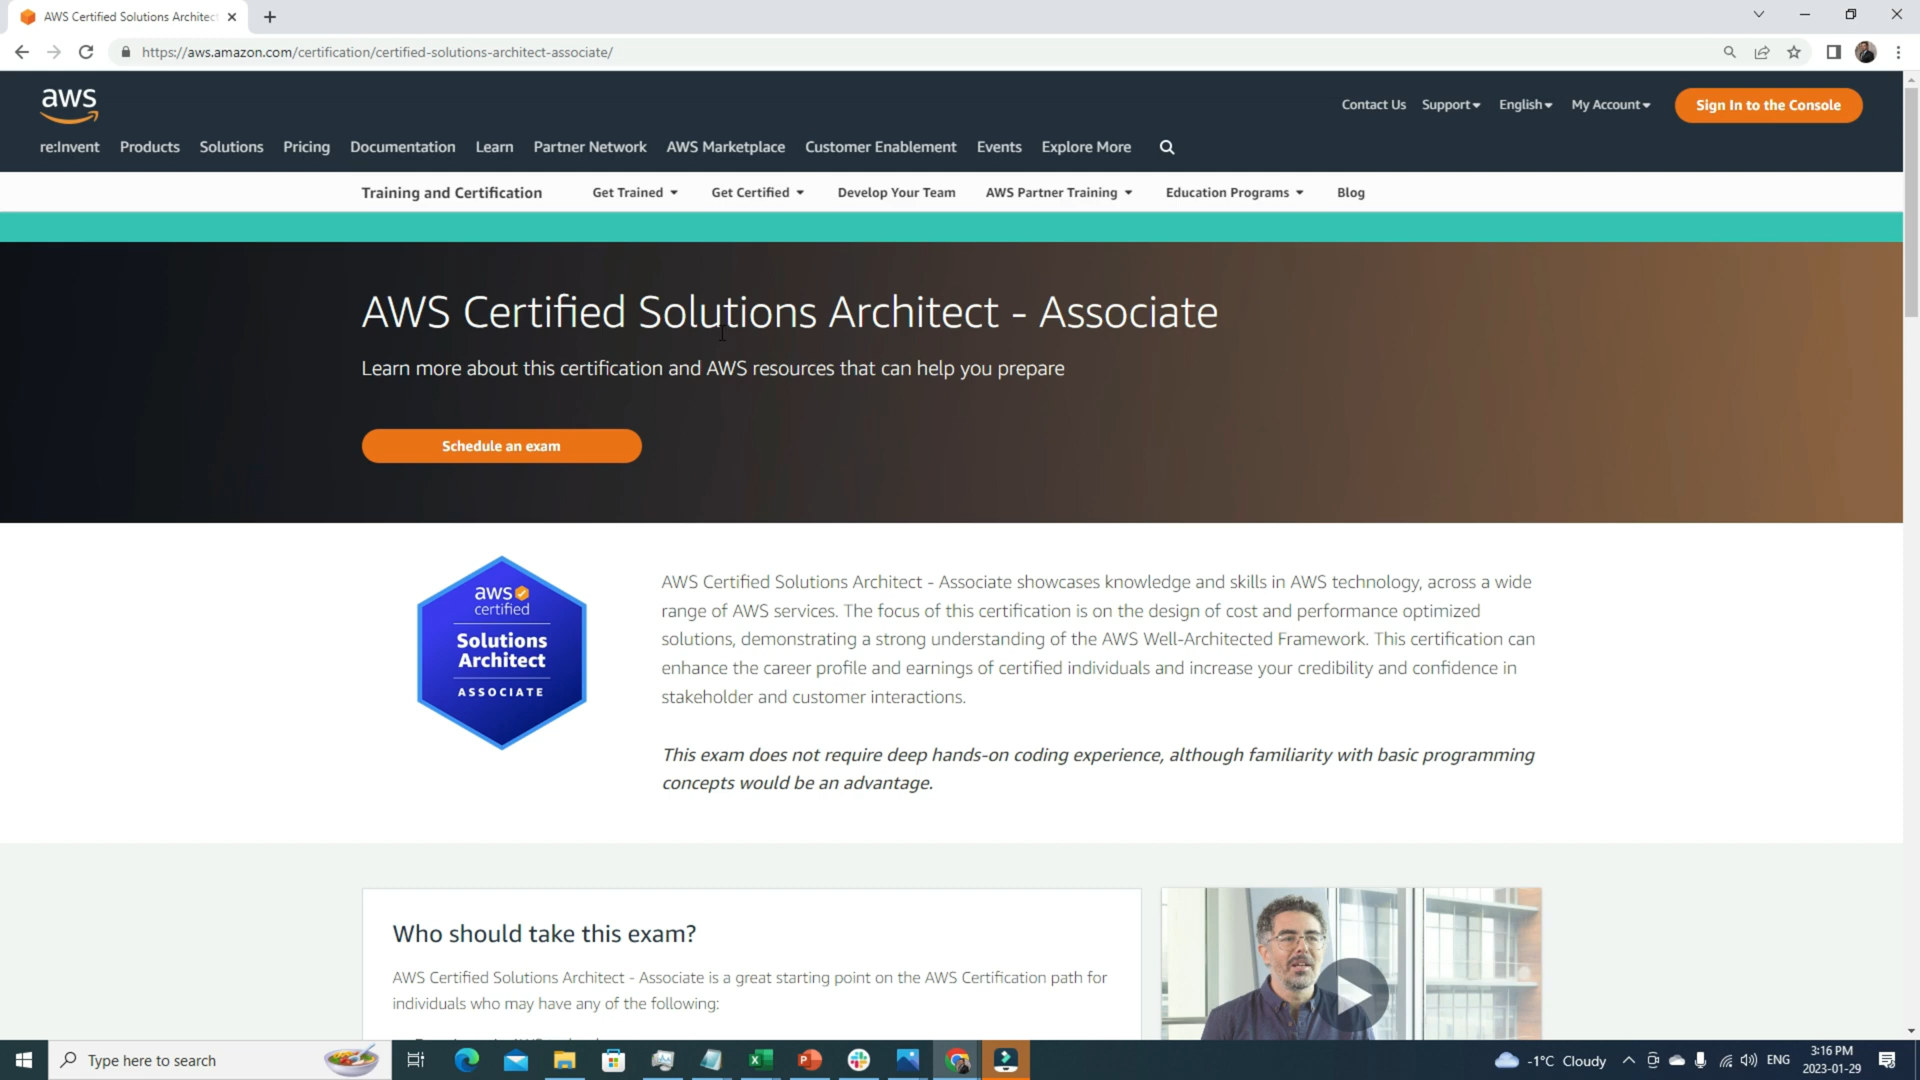 AWS Certified Solutions Architect
https://aws.amazon.com/certification/certified-solutions-architect-associate/
aws
Contact Us Support English My Account Sign In to the Console
re:Invent Products Solutions Pricing Documentation Learn Partner Network AWS Marketplace Customer Enablement Events Explore More
Training and Certification Get Trained Get Certified Develop Your Team AWS Partner Training Education Programs Blog
AWS Certified Solutions Architect - Associate
Learn more about this certification and AWS resources that can help you prepare
Schedule an exam
aws
certified
Solutions
Architect
ASSOCIATE
AWS Certified Solutions Architect - Associate showcases knowledge and skills in AWS technology, across a wide
range of AWS services. The focus of this certification is on the design of cost and performance optimized
solutions, demonstrating a strong understanding of the AWS Well-Architected Framework. This certification can
enhance the career profile and earnings of certified individuals and increase your credibility and confidence in
stakeholder and customer interactions.
This exam does not require deep hands-on coding experience, although familiarity with basic programming
concepts would be an advantage.
Who should take this exam?
AWS Certified Solutions Architect - Associate is a great starting point on the AWS Certification path for
individuals who may have any of the following:
Type here to search
-1°C Cloudy
ENG
3:16 PM
2023-01-29